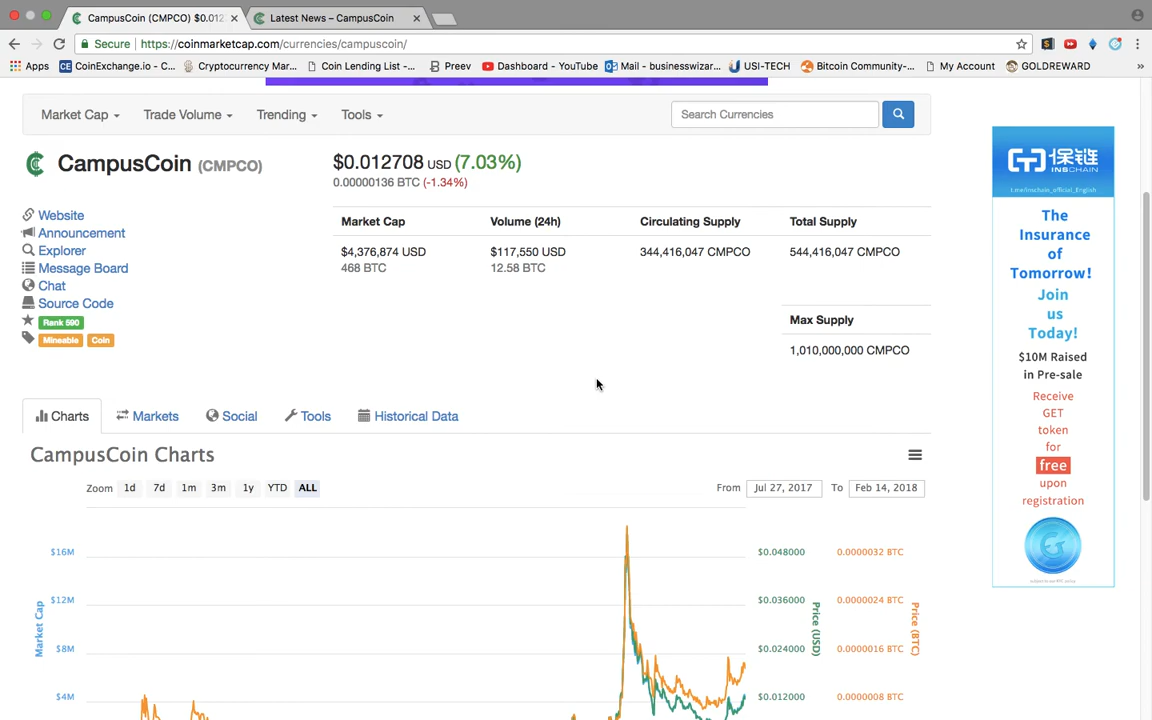 CampusCoin (CMPCO) $0.012
Latest News – CampusCoin
Secure
https://coinmarketcap.com/currencies/campuscoin/
Apps
CoinExchange.io - C...
Cryptocurrency Mar...
Coin Lending List -...
Preev
Dashboard - YouTube
Mail - businesswizar...
USI-TECH
Bitcoin Community-...
My Account
GOLDREWARD
»
Market Cap
Trade Volume
Trending
Tools
Search Currencies
CampusCoin (CMPCO)
$0.012708 USD (7.03%)
0.00000136 BTC (-1.34%)
Website
Announcement
Explorer
Message Board
Chat
Source Code
Rank 590
Mineable
Coin
Market Cap
Volume (24h)
Circulating Supply
Total Supply
$4,376,874 USD
$117,550 USD
344,416,047 CMPCO
544,416,047 CMPCO
468 BTC
12.58 BTC
Max Supply
1,010,000,000 CMPCO
Charts
Markets
Social
Tools
Historical Data
CampusCoin Charts
Zoom
1d
7d
1m
3m
1y
YTD
ALL
From
Jul 27, 2017
To
Feb 14, 2018
$16M
$12M
$8M
$4M
Market Cap
$0.048000
$0.036000
$0.024000
$0.012000
Price (USD)
0.0000032 BTC
0.0000024 BTC
0.0000016 BTC
0.0000008 BTC
Price (BTC)
保链
INSCHAIN
t.me/inschain_official_English
The
Insurance
of
Tomorrow!
Join
us
Today!
$10M Raised
in Pre-sale
Receive
GET
token
for
free
upon
registration